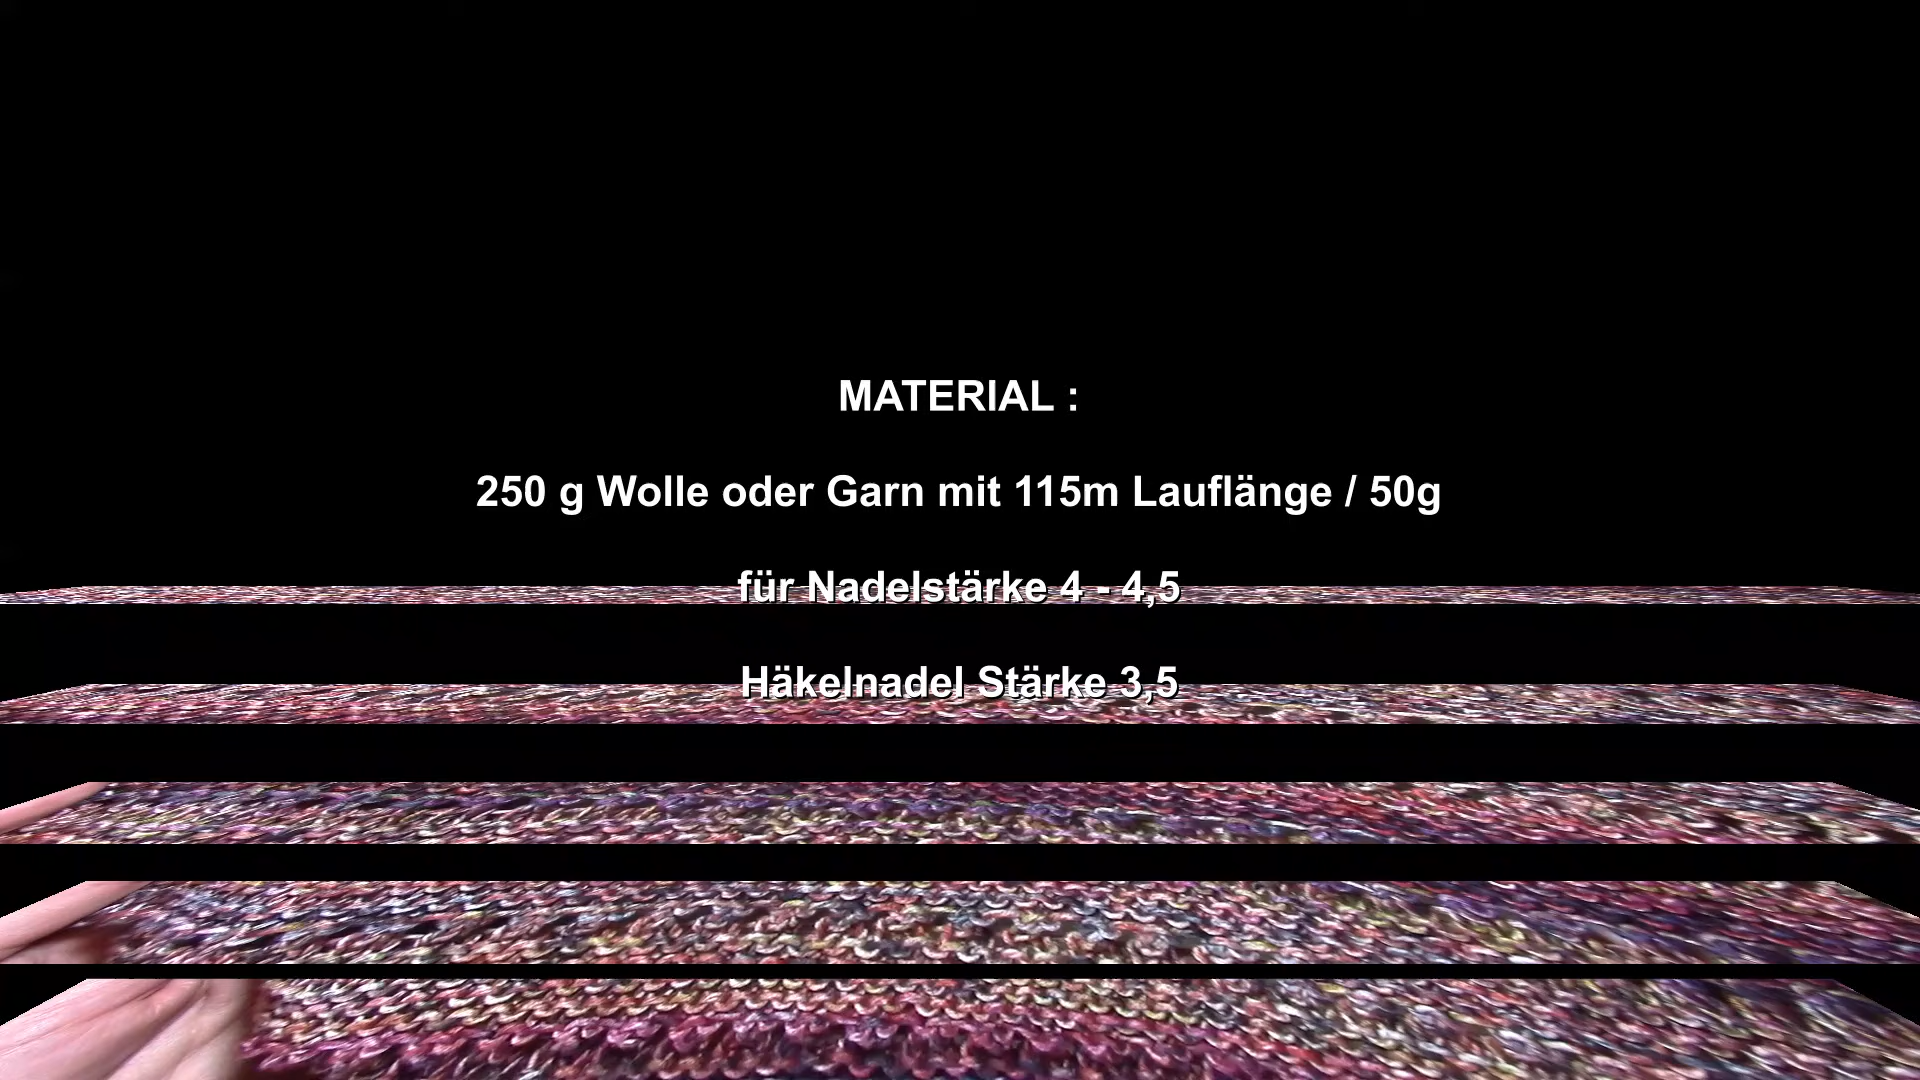 MATERIAL :
250 g Wolle oder Garn mit 115m Lauflänge / 50g
für Nadelstärke 4 - 4,5
Häkelnadel Stärke 3,5